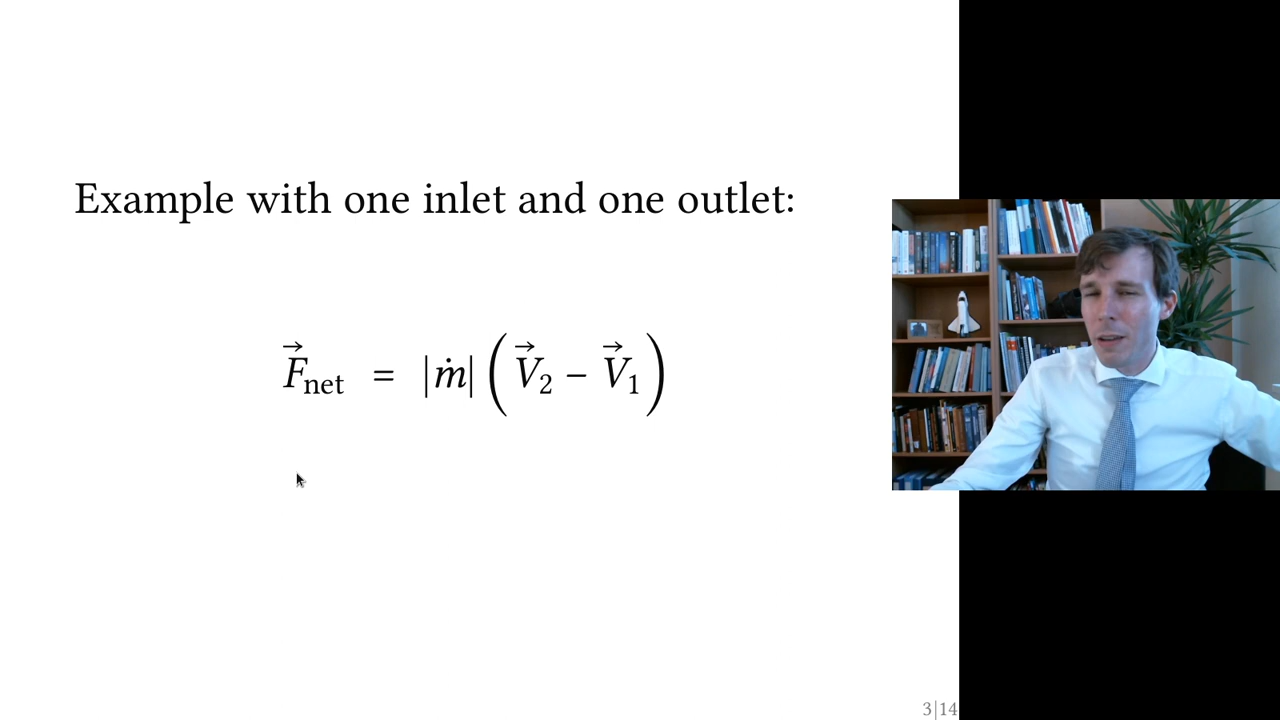 Example with one inlet and one outlet:
F⃗net = |ṁ| (V⃗2 − V⃗1)
3|14